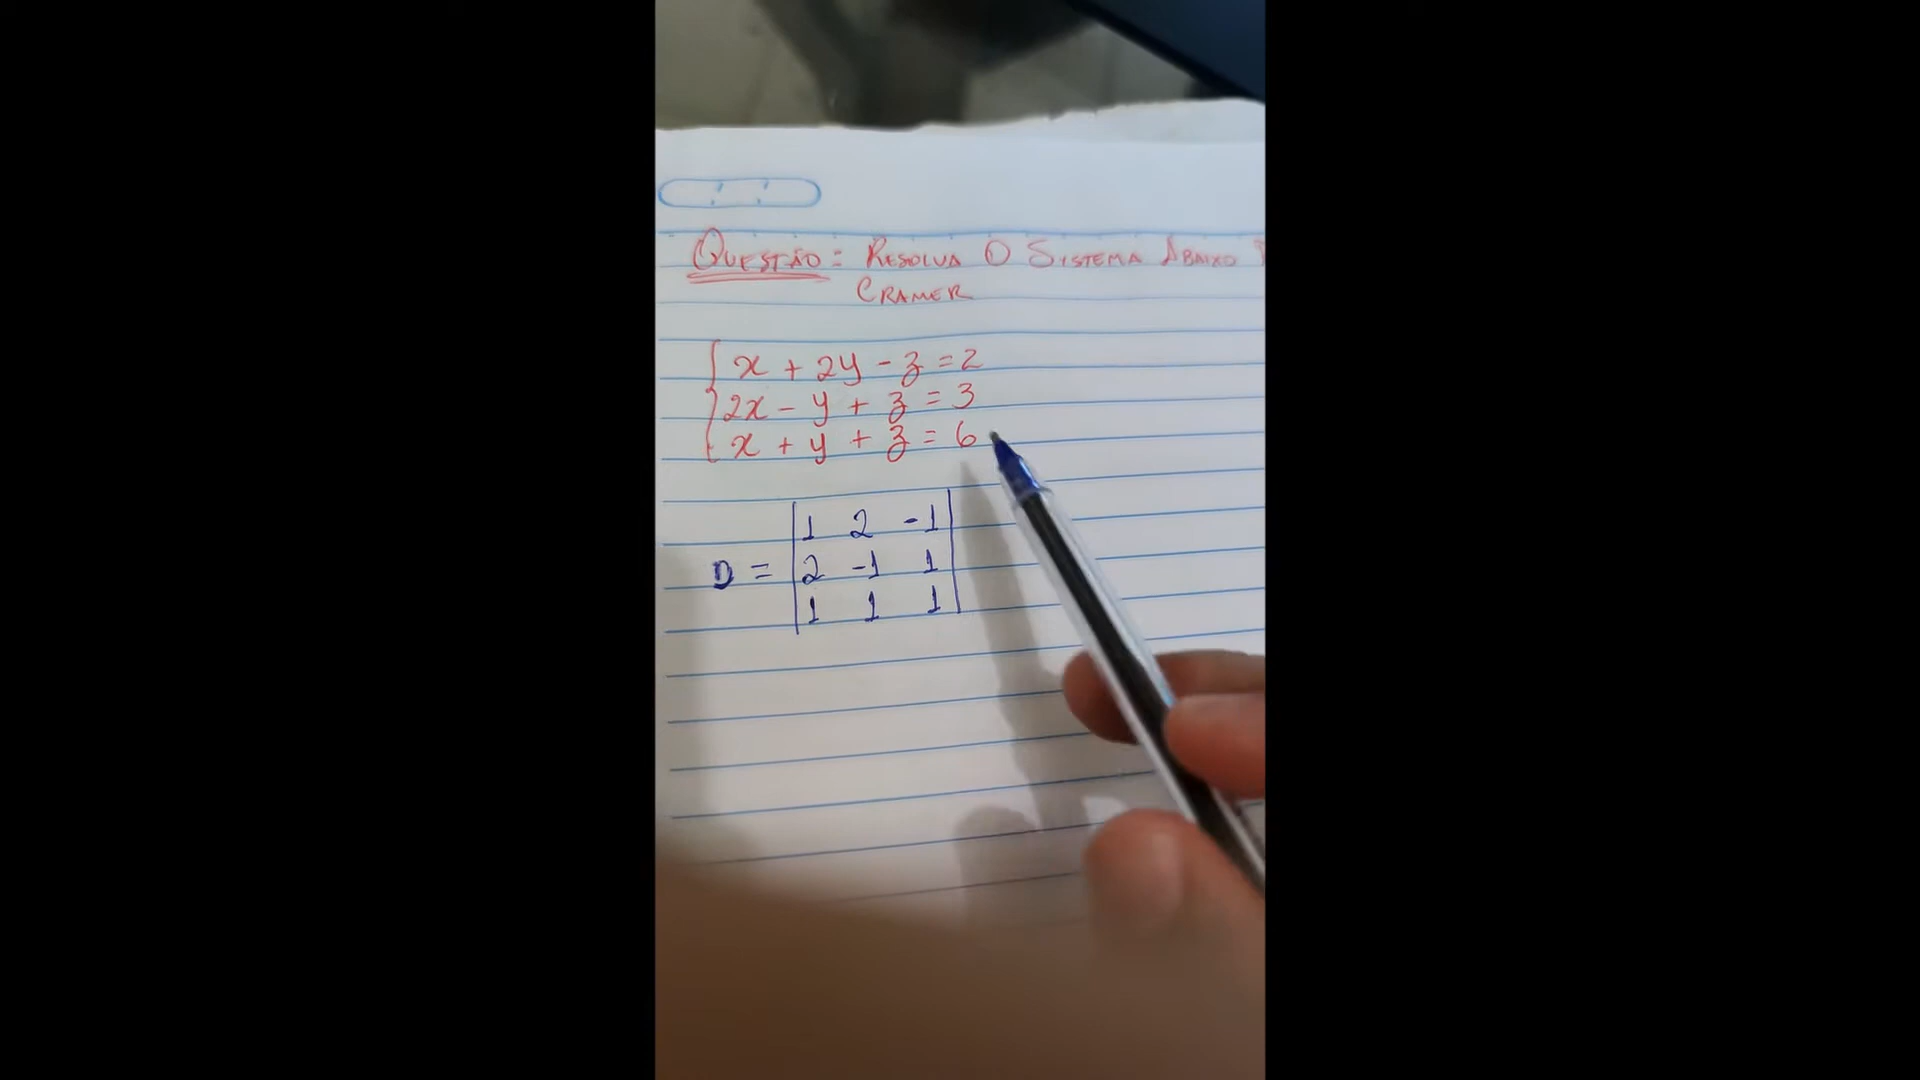 QUESTÃO: RESOLVA O SISTEMA ABAIXO
CRAMER
x + 2y - z = 2
2x - y + z = 3
x + y + z = 6
1 2 -1
D = 2 -1 1
1 1 1